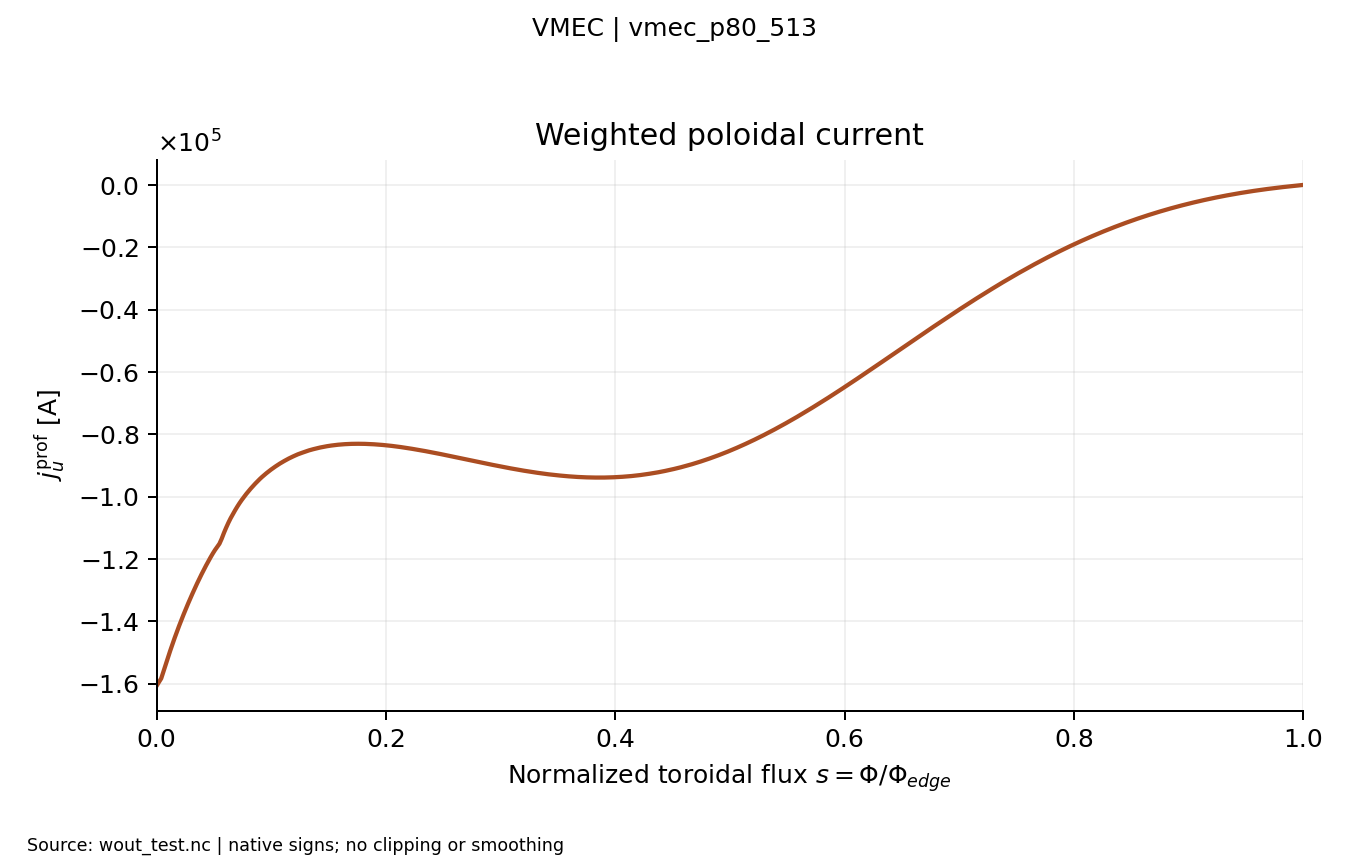 VMEC | vmec_p80_513
Weighted poloidal current
×10⁵
0.0
−0.2
−0.4
−0.6
−0.8
−1.0
−1.2
−1.4
−1.6
j_u^prof [A]
0.0 0.2 0.4 0.6 0.8 1.0
Normalized toroidal flux s = Φ/Φ_edge
Source: wout_test.nc | native signs; no clipping or smoothing